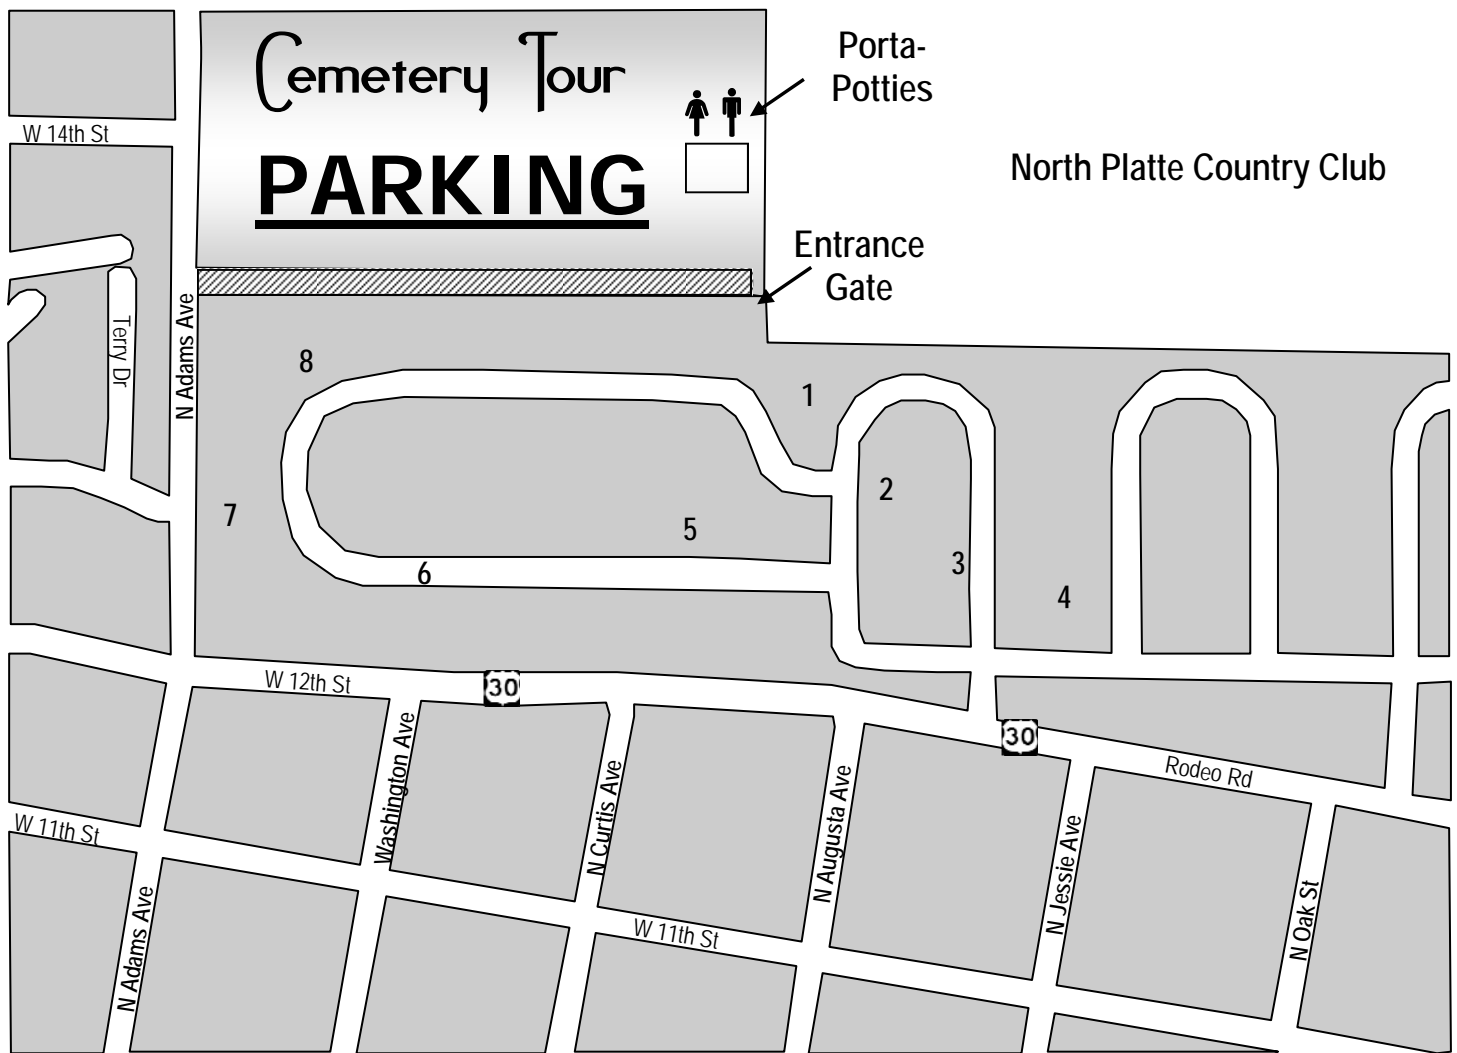 Cemetery Tour
PARKING
Porta-
Potties
North Platte Country Club
Entrance
Gate
W 14th St
Terry Dr
N Adams Ave
8
1
2
7
5
3
6
4
W 12th St
30
30
Rodeo Rd
Washington Ave
N Curtis Ave
N Augusta Ave
N Jessie Ave
N Oak St
W 11th St
N Adams Ave
W 11th St